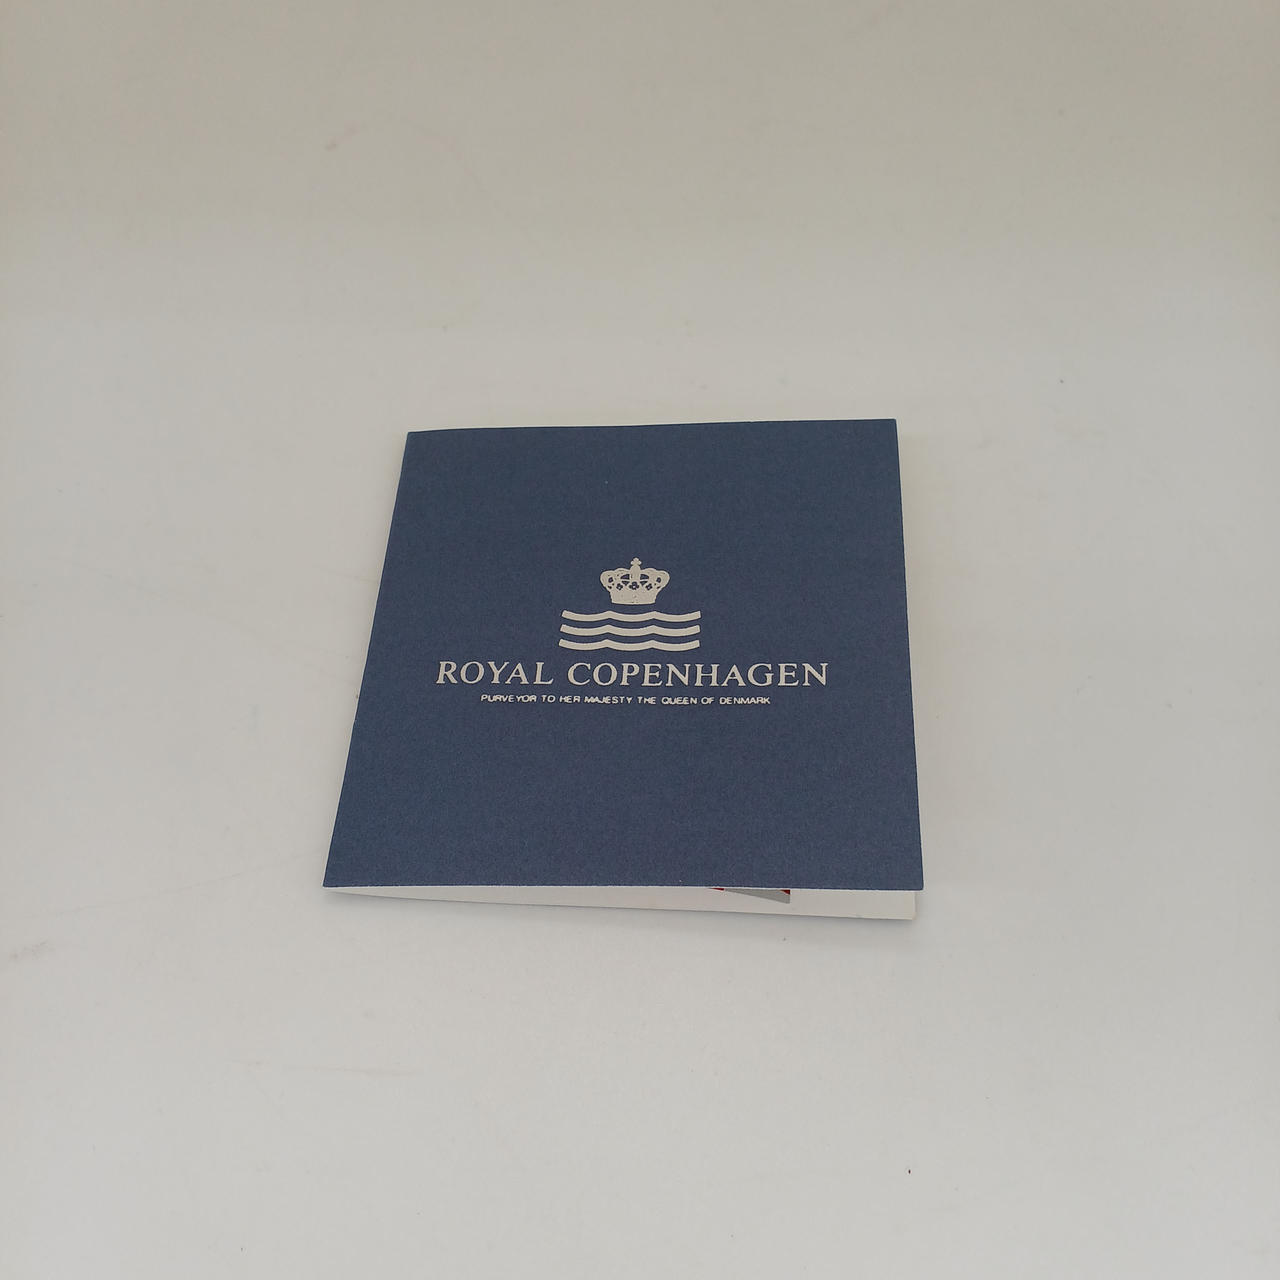 ROYAL COPENHAGEN
PURVEYOR TO HER MAJESTY THE QUEEN OF DENMARK